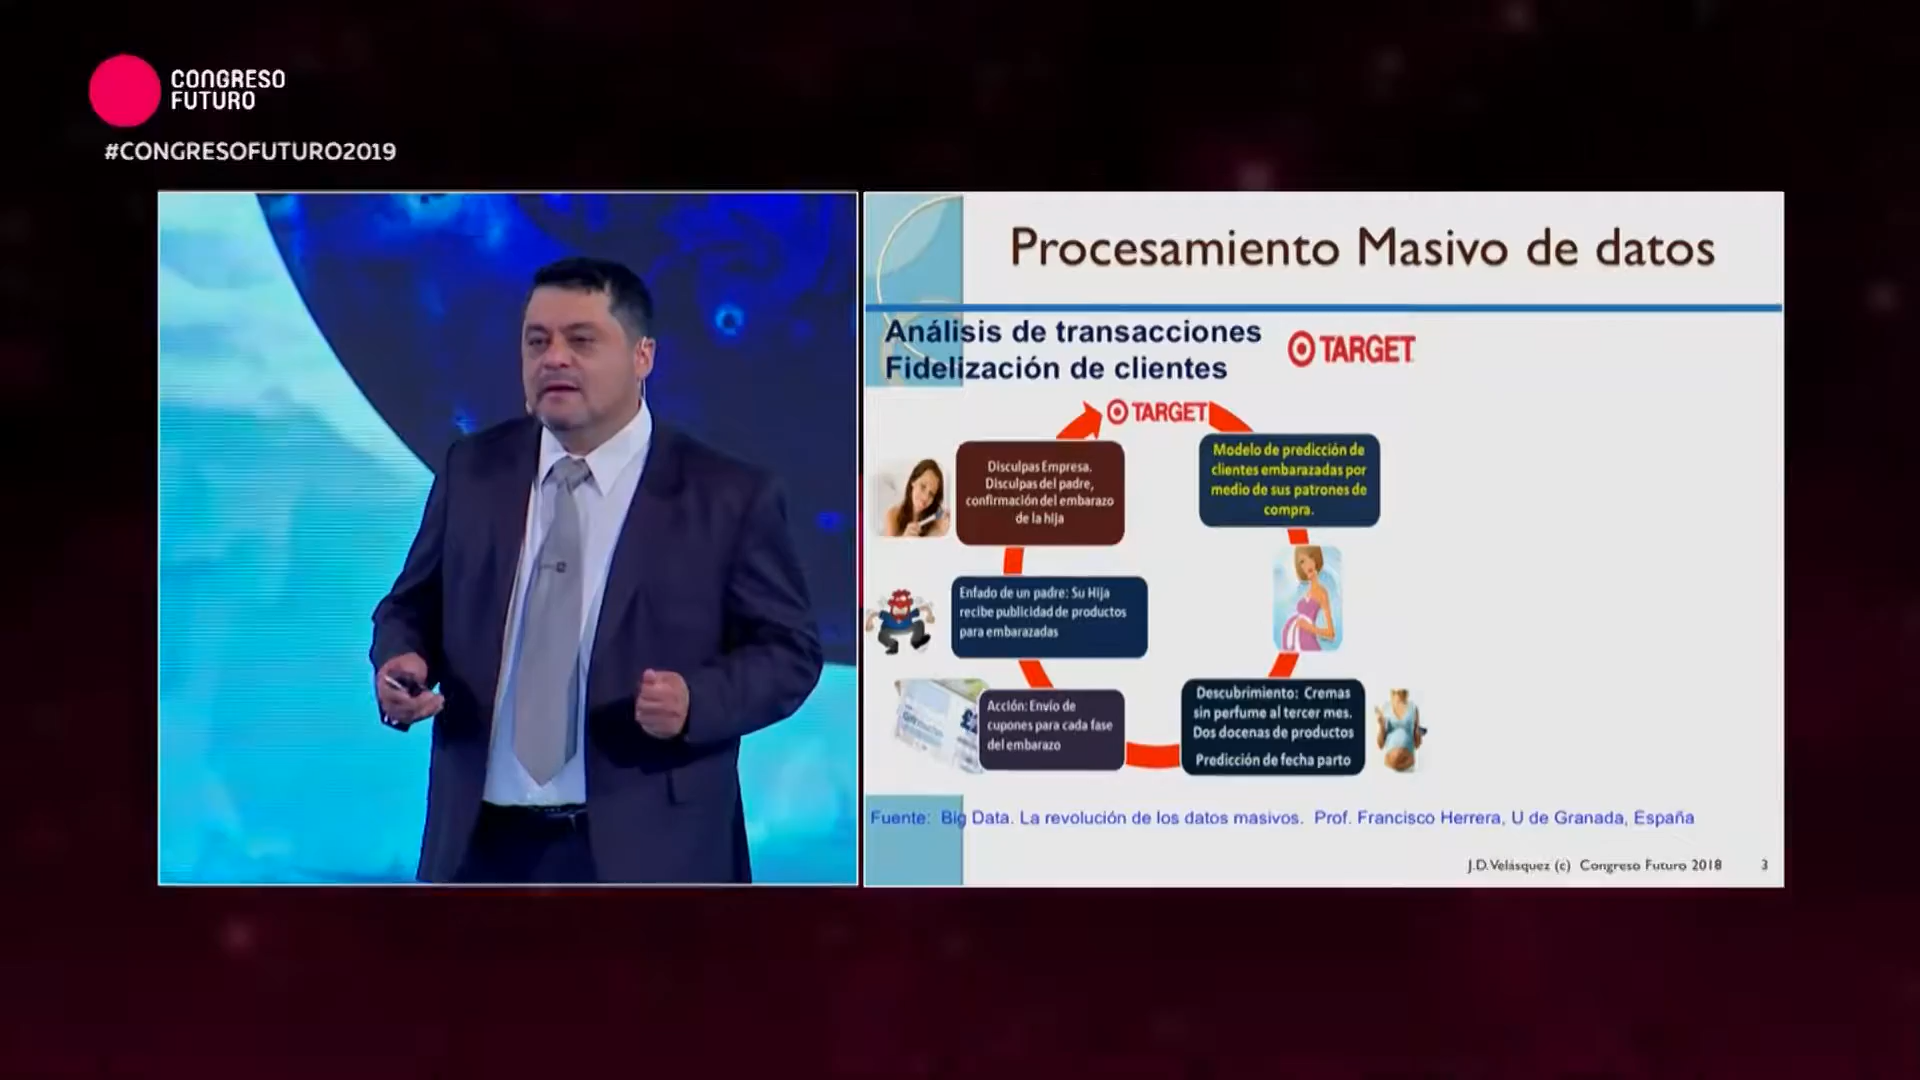 CONGRESO
FUTURO
#CONGRESOFUTURO2019
Procesamiento Masivo de datos
Análisis de transacciones
Fidelización de clientes
TARGET
TARGET
Modelo de predicción de
clientes embarazadas por
medio de sus patrones de
compra.
Descubrimiento: Cremas
sin perfume al tercer mes.
Dos docenas de productos
Predicción de fecha parto
Acción: Envío de
cupones para cada fase
del embarazo
Enfado de un padre: Su Hija
recibe publicidad de productos
para embarazadas
Disculpas Empresa.
Disculpas del padre,
confirmación del embarazo
de la hija
Fuente: Big Data. La revolución de los datos masivos. Prof. Francisco Herrera, U de Granada, España
J.D.Velásquez (c) Congreso Futuro 2018 3